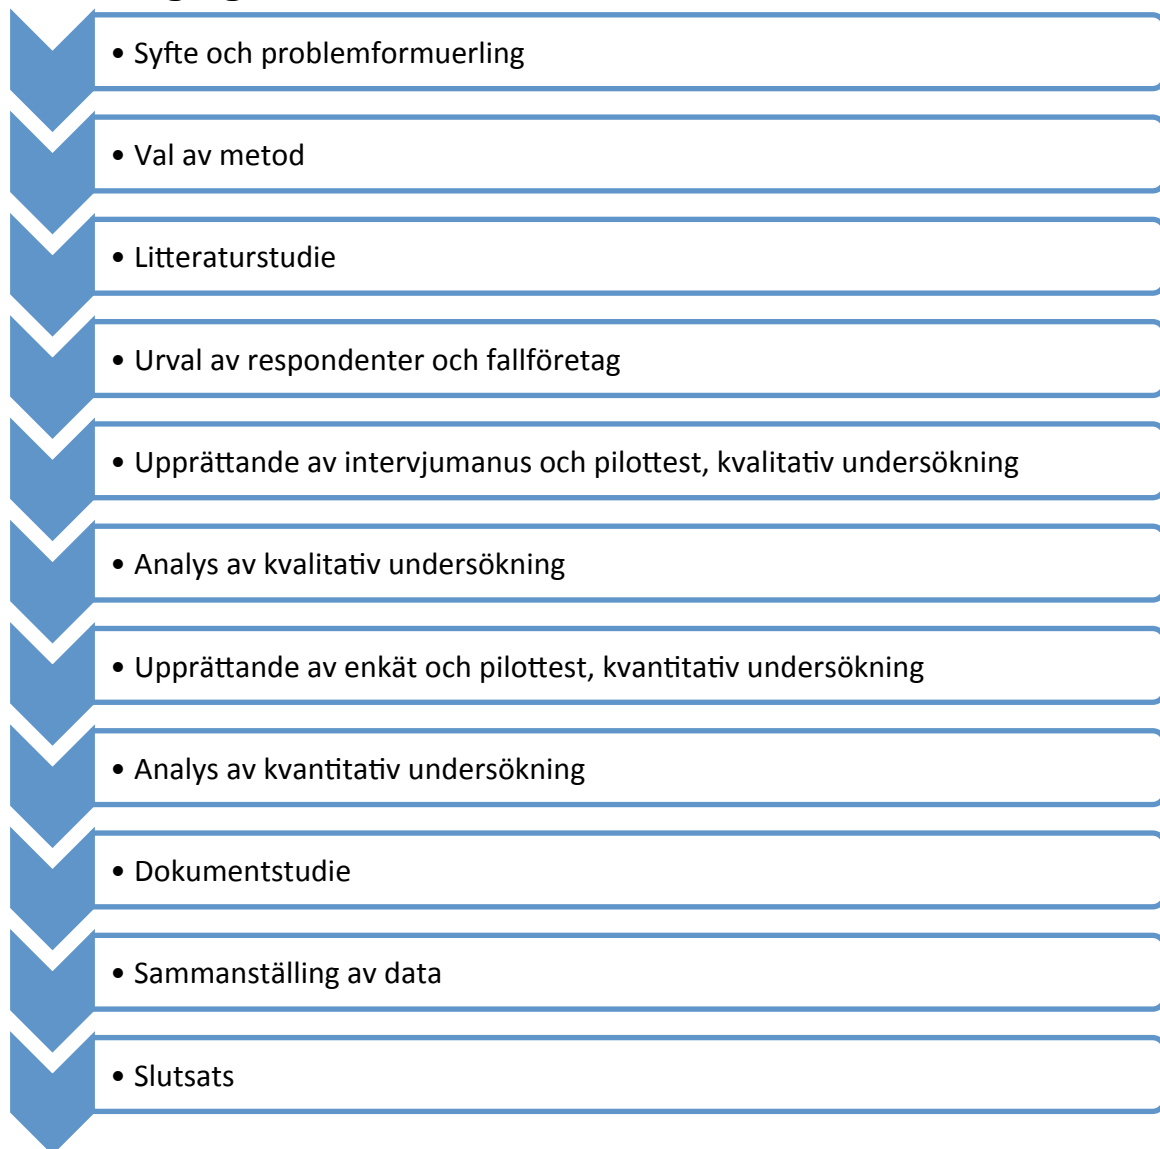 • Syfte och problemformuerling
• Val av metod
• Litteraturstudie
• Urval av respondenter och fallföretag
• Upprättande av intervjumanus och pilottest, kvalitativ undersökning
• Analys av kvalitativ undersökning
• Upprättande av enkät och pilottest, kvantitativ undersökning
• Analys av kvantitativ undersökning
• Dokumentstudie
• Sammanställing av data
• Slutsats